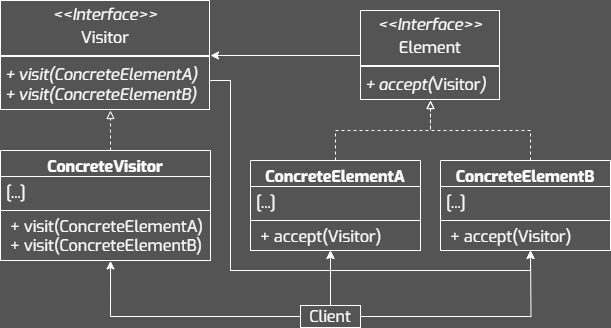 <<Interface>>
Visitor
+ visit(ConcreteElementA)
+ visit(ConcreteElementB)
<<Interface>>
Element
+ accept(Visitor)
ConcreteVisitor
[...]
+ visit(ConcreteElementA)
+ visit(ConcreteElementB)
ConcreteElementA
[...]
+ accept(Visitor)
ConcreteElementB
[...]
+ accept(Visitor)
Client